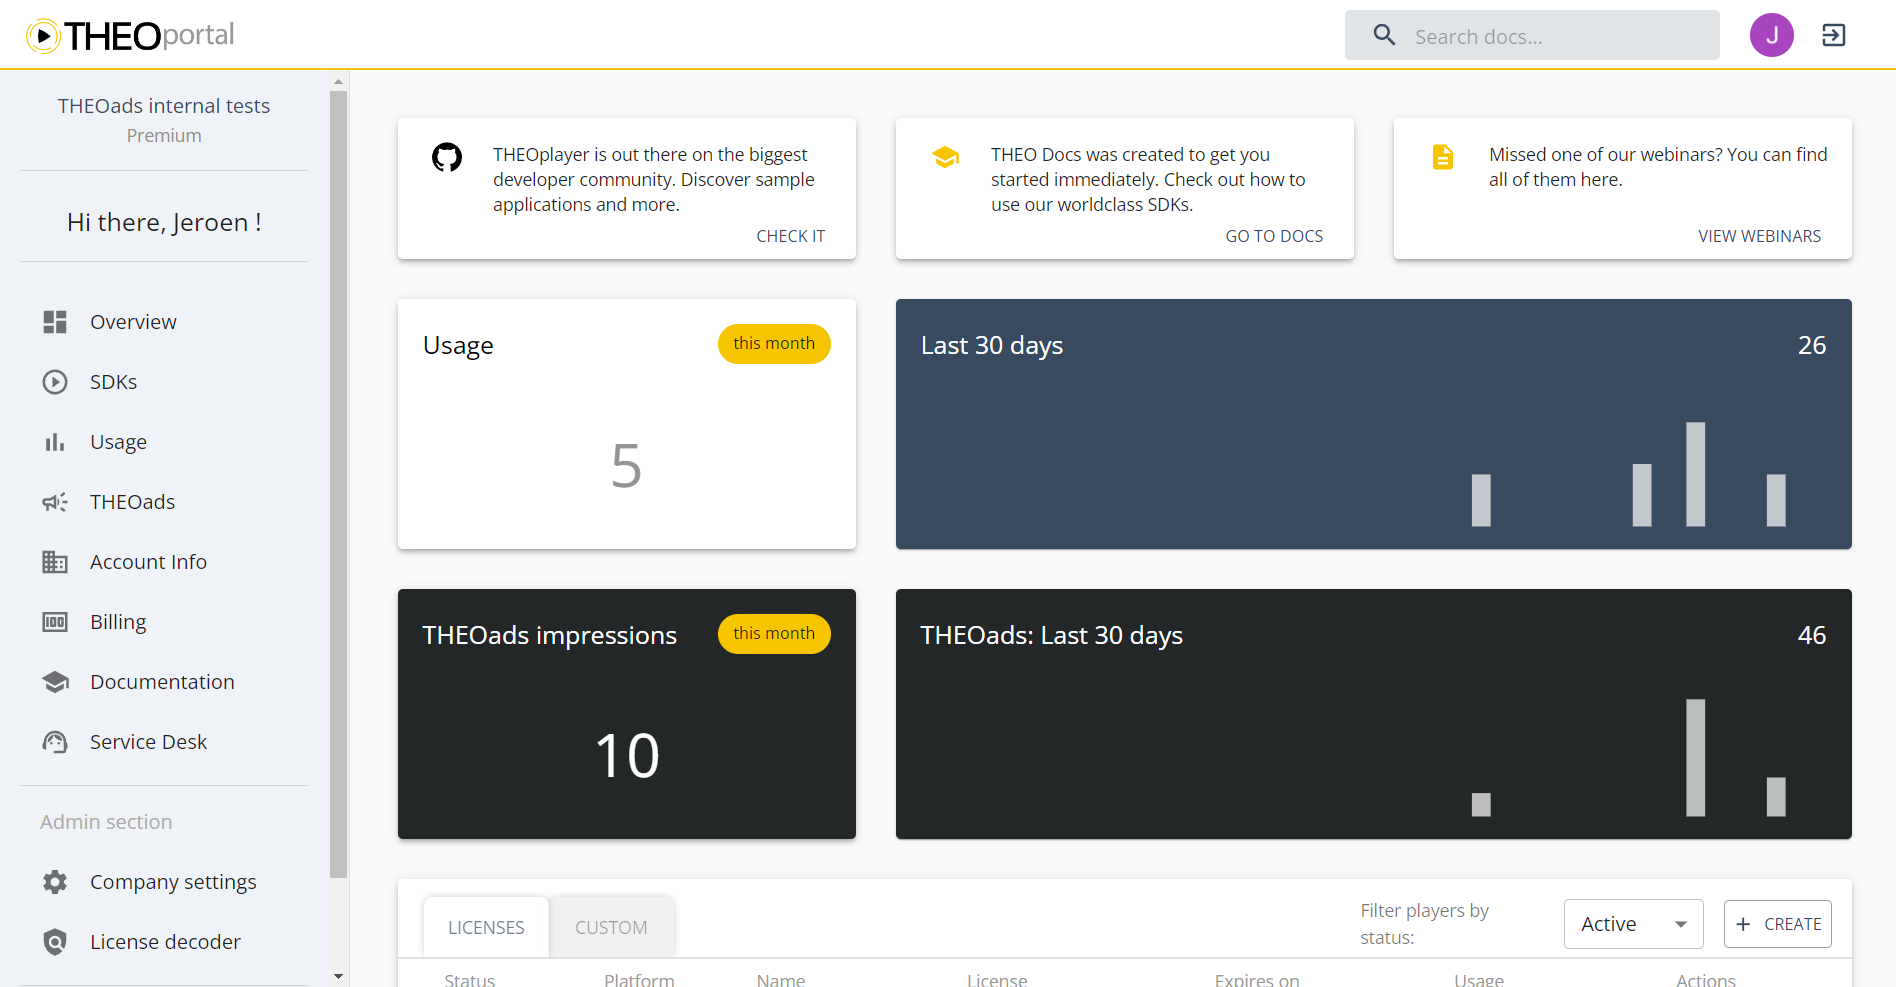 THEOportal
Search docs...
J
THEOads internal tests
Premium
Hi there, Jeroen !
Overview
SDKs
Usage
THEOads
Account Info
Billing
Documentation
Service Desk
Admin section
Company settings
License decoder
THEOplayer is out there on the biggest
developer community. Discover sample
applications and more.
CHECK IT
THEO Docs was created to get you
started immediately. Check out how to
use our worldclass SDKs.
GO TO DOCS
Missed one of our webinars? You can find
all of them here.
VIEW WEBINARS
Usage
this month
5
Last 30 days
26
THEOads impressions
this month
10
THEOads: Last 30 days
46
LICENSES
CUSTOM
Filter players by
status:
Active
+ CREATE
Status Platform Name License Expires on Usage Actions